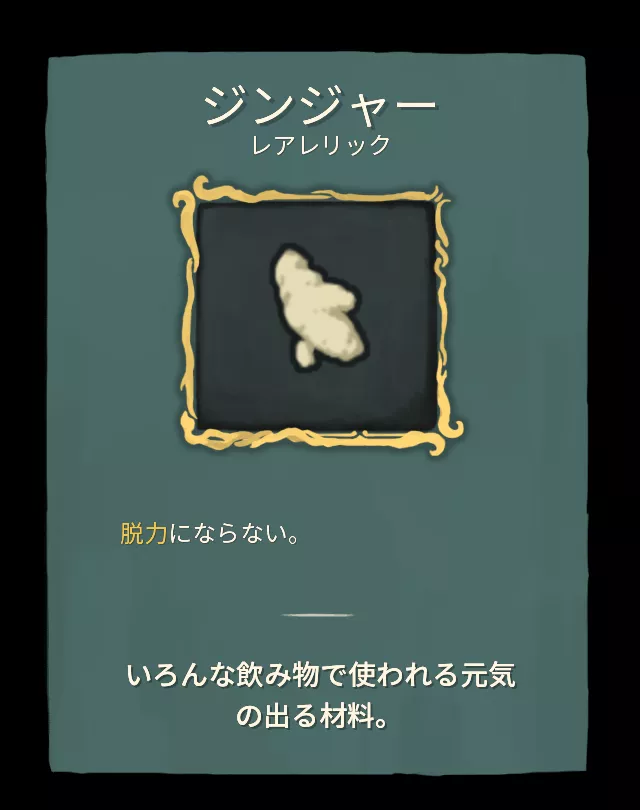 ジンジャー
レアレリック
脱力にならない。
いろんな飲み物で使われる元気
の出る材料。